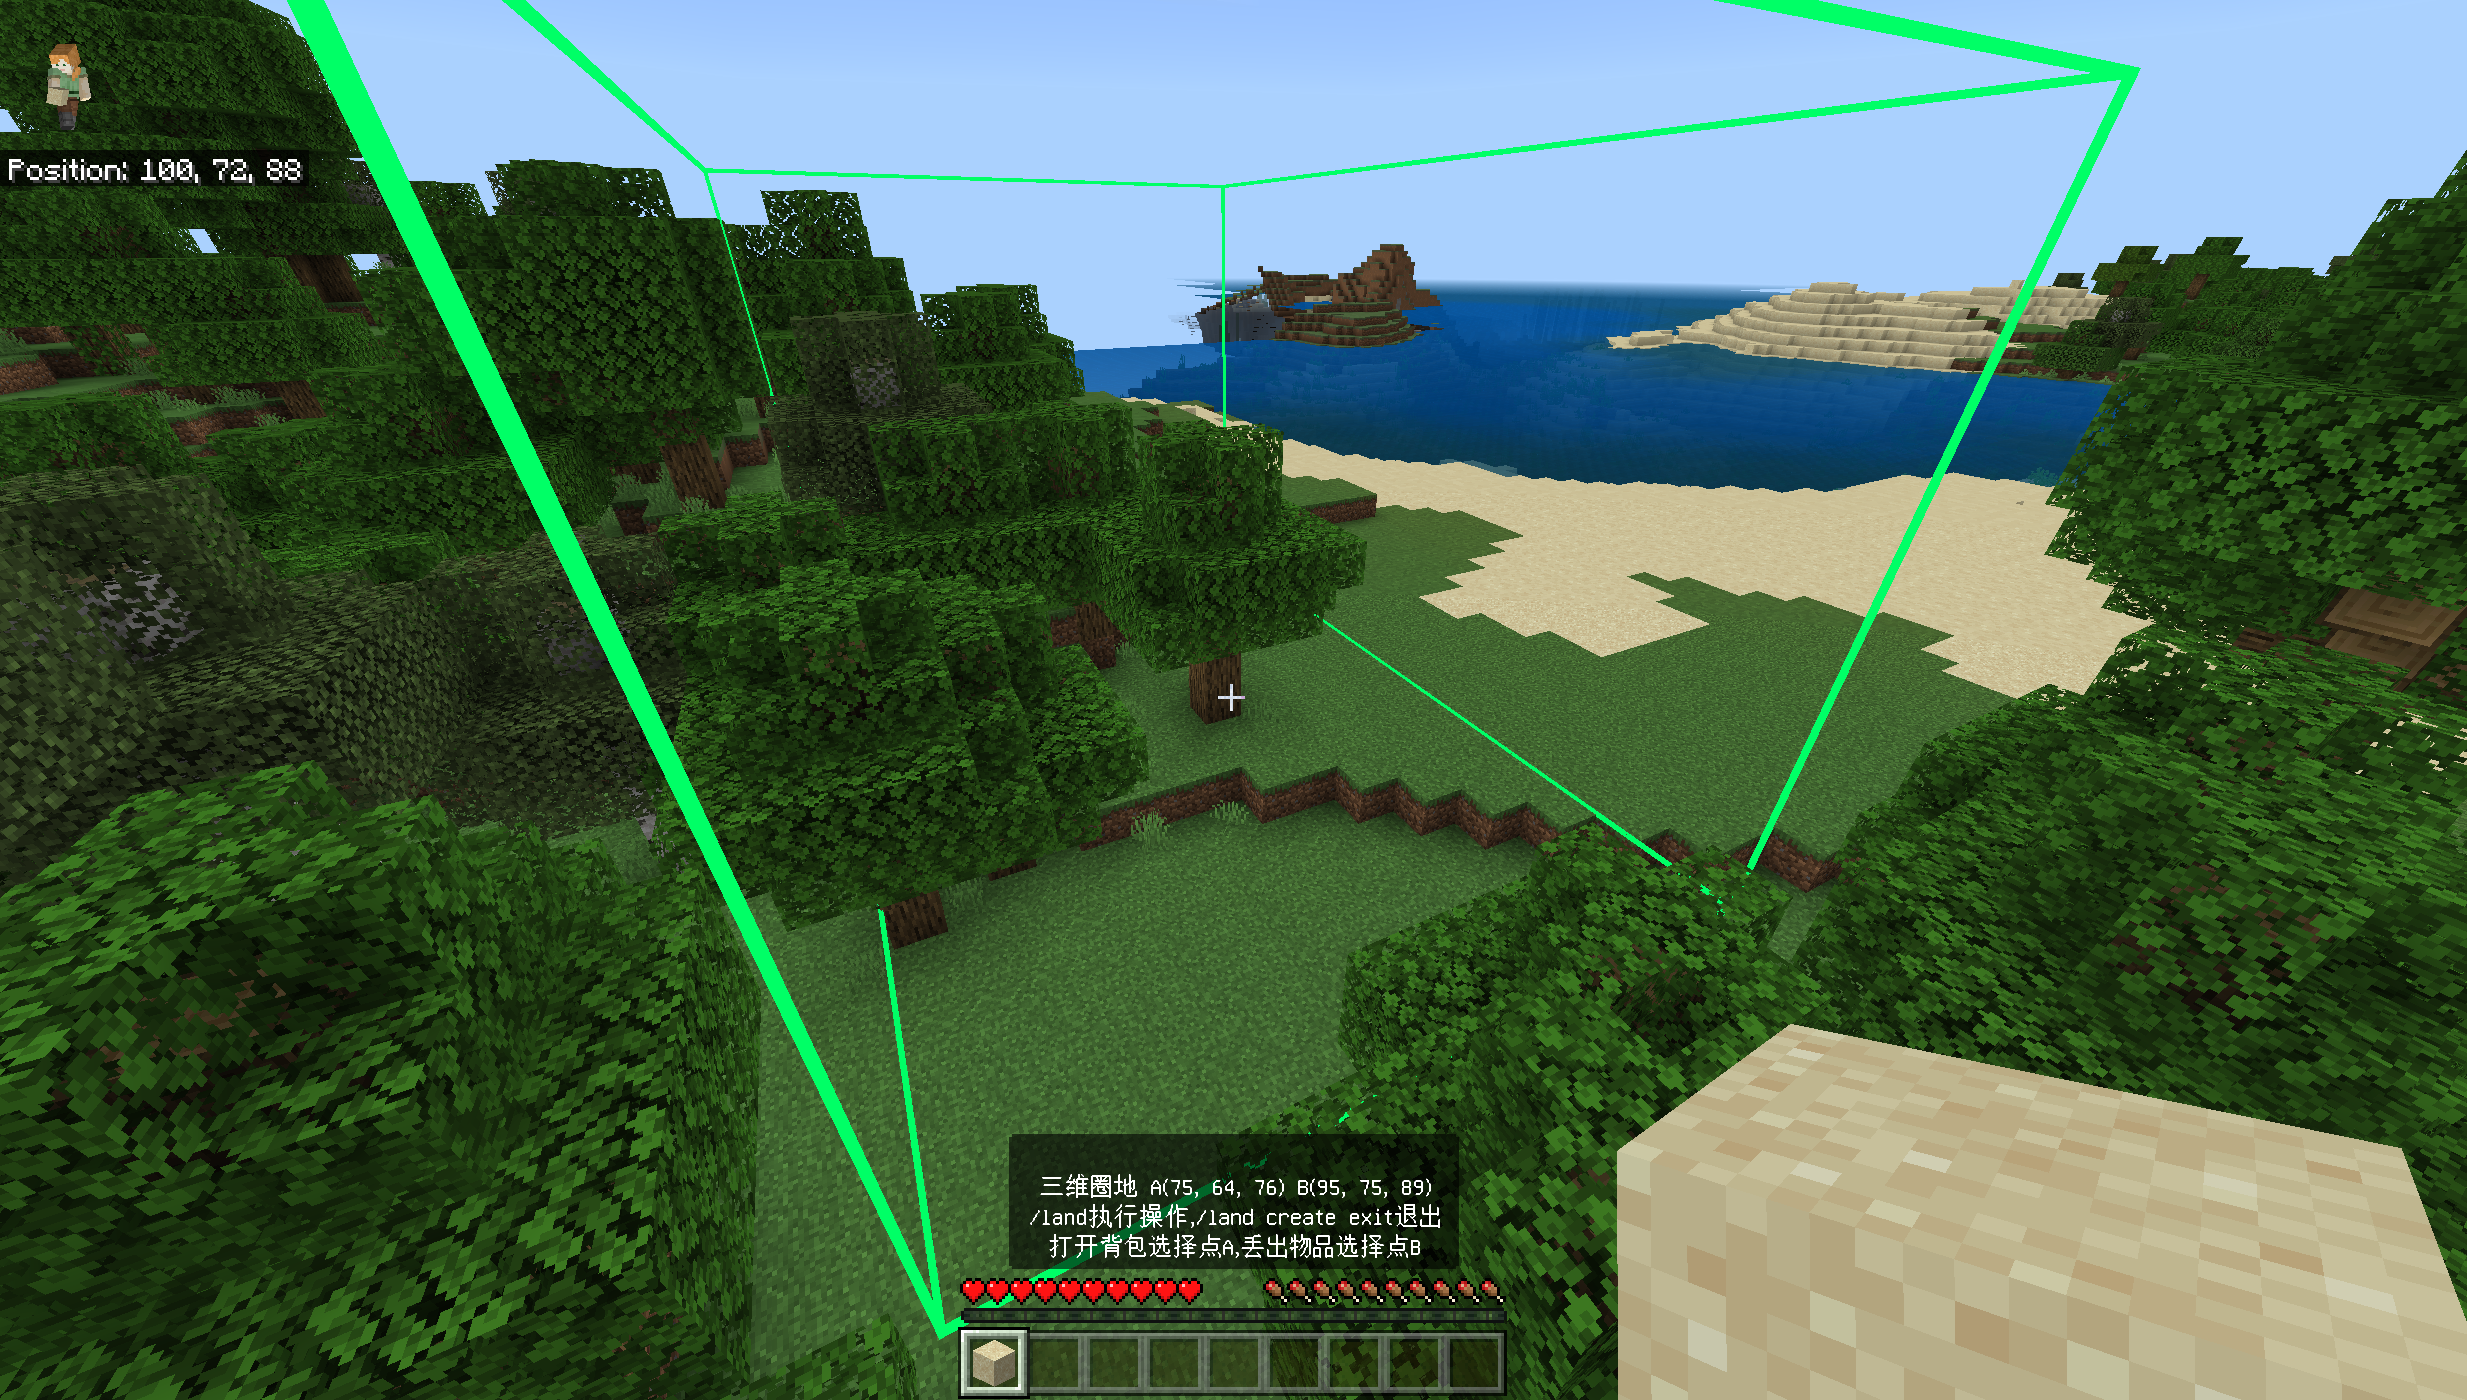 Position: 100, 72, 88
三维圈地 A(75, 64, 76) B(95, 75, 89)
/land执行操作,/land create exit退出
打开背包选择点A,丢出物品选择点B